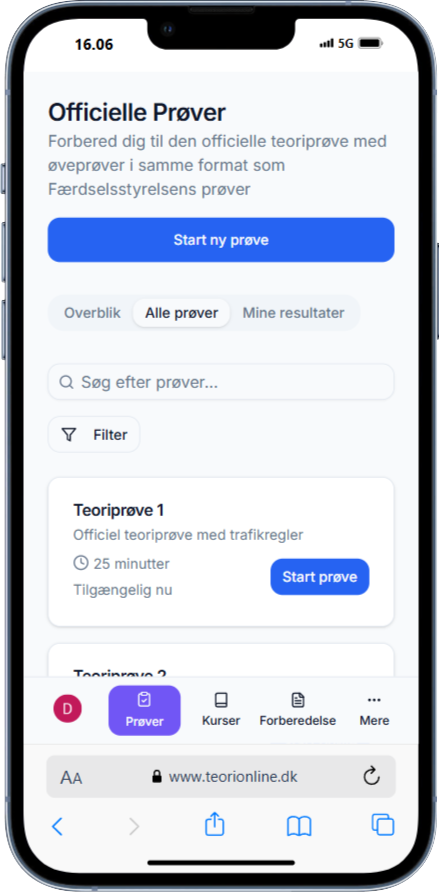 16.06
5G
Officielle Prøver
Forbered dig til den officielle teoriprøve med
øveprøver i samme format som
Færdselsstyrelsens prøver
Start ny prøve
Overblik Alle prøver Mine resultater
Søg efter prøver...
Filter
Teoriprøve 1
Officiel teoriprøve med trafikregler
25 minutter
Tilgængelig nu
Start prøve
Teoriprøve 2
D
Prøver Kurser Forberedelse Mere
AA www.teorionline.dk